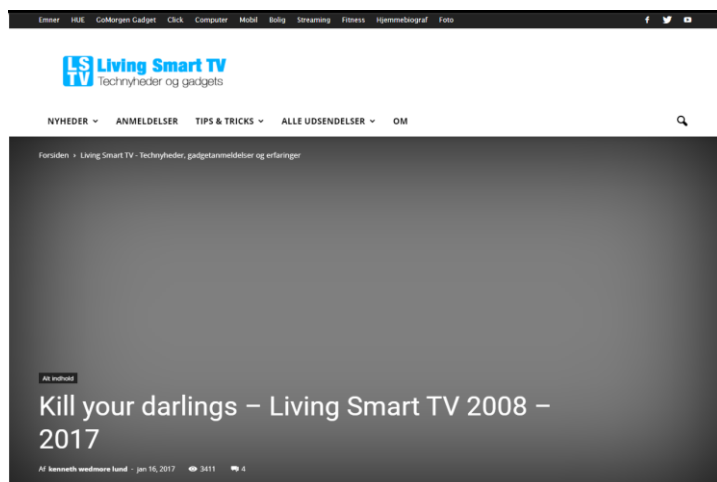 Emner HUE GoMorgen Gadget Click Computer Mobil Bolig Streaming Fitness Hjemmebiograf Foto
LS Living Smart TV
TV Technyheder og gadgets
NYHEDER ANMELDELSER TIPS & TRICKS ALLE UDSENDELSER OM
Forsiden › Living Smart TV - Technyheder, gadgetanmeldelser og erfaringer
Alt indhold
Kill your darlings – Living Smart TV 2008 –
2017
Af kenneth wedmore lund - jan 16, 2017 3411 4